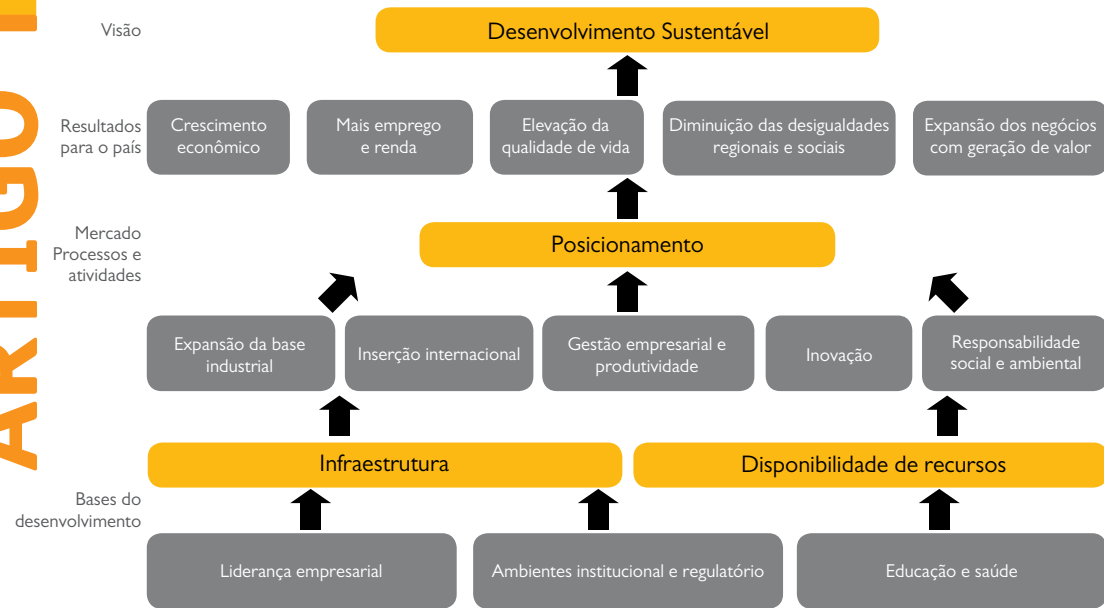 ARTIGO
Visão
Desenvolvimento Sustentável
Resultados
para o país
Crescimento
econômico
Mais emprego
e renda
Elevação da
qualidade de vida
Diminuição das desigualdades
regionais e sociais
Expansão dos negócios
com geração de valor
Mercado
Processos e
atividades
Posicionamento
Expansão da base
industrial
Inserção internacional
Gestão empresarial e
produtividade
Inovação
Responsabilidade
social e ambiental
Infraestrutura
Disponibilidade de recursos
Bases do
desenvolvimento
Liderança empresarial
Ambientes institucional e regulatório
Educação e saúde